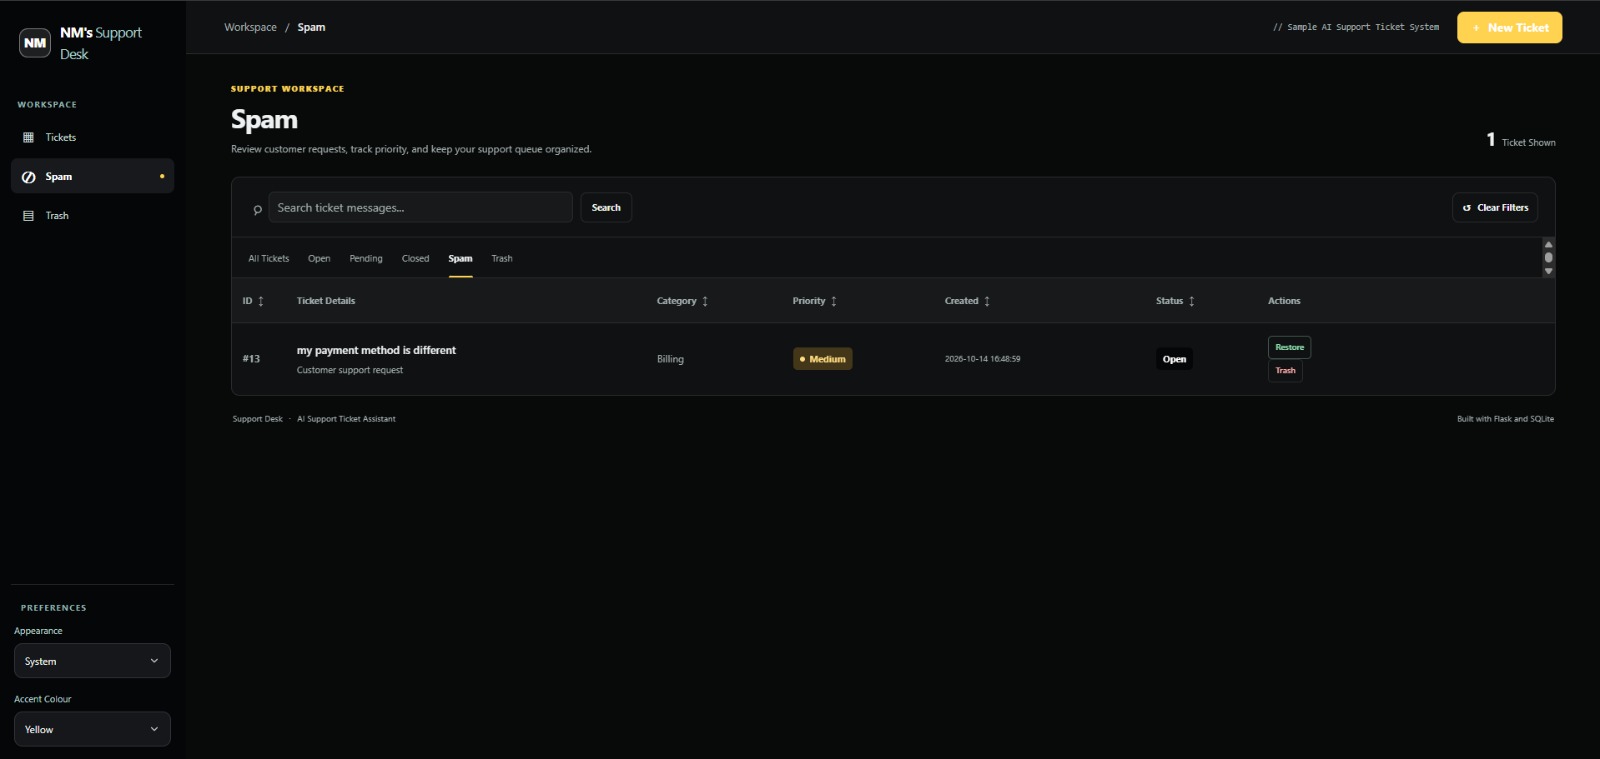 NM
NM's Support
Desk
WORKSPACE
Tickets
Spam
Trash
PREFERENCES
Appearance
System
Accent Colour
Yellow
Workspace / Spam
// Sample AI Support Ticket System
+ New Ticket
SUPPORT WORKSPACE
Spam
Review customer requests, track priority, and keep your support queue organized.
1 Ticket Shown
Search ticket messages...
Search
Clear Filters
All Tickets Open Pending Closed Spam Trash
ID Ticket Details Category Priority Created Status Actions
#13
my payment method is different
Customer support request
Billing
Medium
2026-10-14 16:48:59
Open
Restore
Trash
Support Desk - AI Support Ticket Assistant
Built with Flask and SQLite